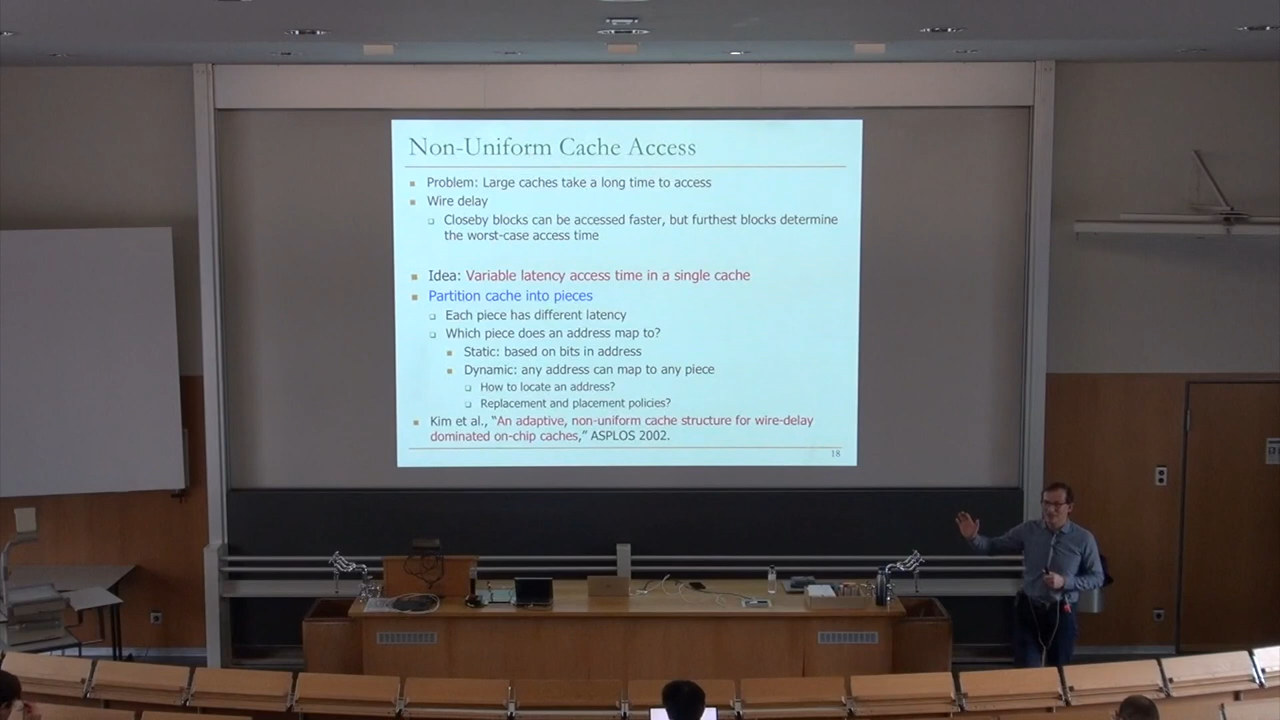 Non-Uniform Cache Access
Problem: Large caches take a long time to access
Wire delay
Closeby blocks can be accessed faster, but furthest blocks determine
the worst-case access time
Idea: Variable latency access time in a single cache
Partition cache into pieces
Each piece has different latency
Which piece does an address map to?
Static: based on bits in address
Dynamic: any address can map to any piece
How to locate an address?
Replacement and placement policies?
Kim et al., “An adaptive, non-uniform cache structure for wire-delay
dominated on-chip caches,” ASPLOS 2002.
18